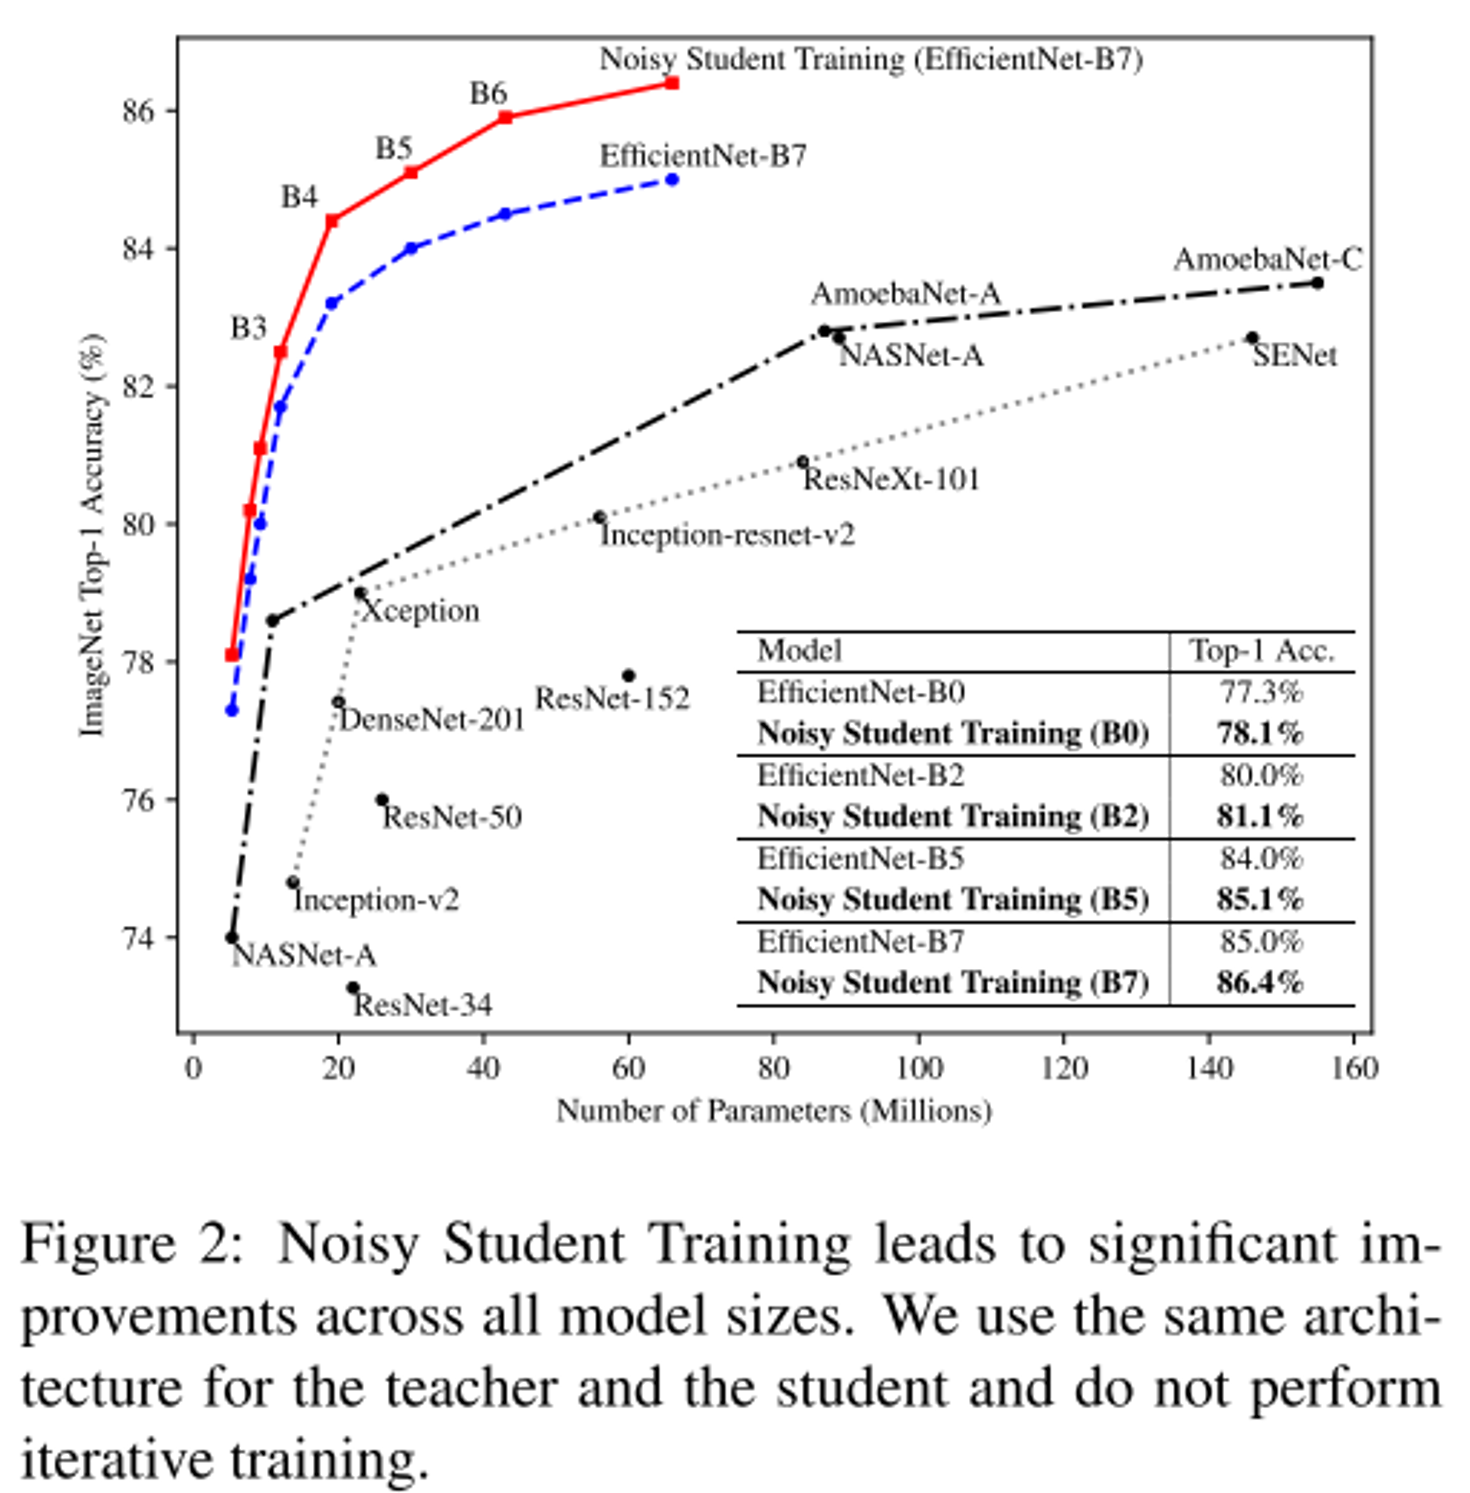 Noisy Student Training (EfficientNet-B7)
B6
B5
EfficientNet-B7
B4
AmoebaNet-C
AmoebaNet-A
B3
NASNet-A
SENet
ResNeXt-101
Inception-resnet-v2
Xception
ResNet-152
DenseNet-201
ResNet-50
Inception-v2
NASNet-A
ResNet-34
86
84
82
80
78
76
74
ImageNet Top-1 Accuracy (%)
Model Top-1 Acc.
EfficientNet-B0 77.3%
Noisy Student Training (B0) 78.1%
EfficientNet-B2 80.0%
Noisy Student Training (B2) 81.1%
EfficientNet-B5 84.0%
Noisy Student Training (B5) 85.1%
EfficientNet-B7 85.0%
Noisy Student Training (B7) 86.4%
0 20 40 60 80 100 120 140 160
Number of Parameters (Millions)
Figure 2: Noisy Student Training leads to significant im-
provements across all model sizes. We use the same archi-
tecture for the teacher and the student and do not perform
iterative training.